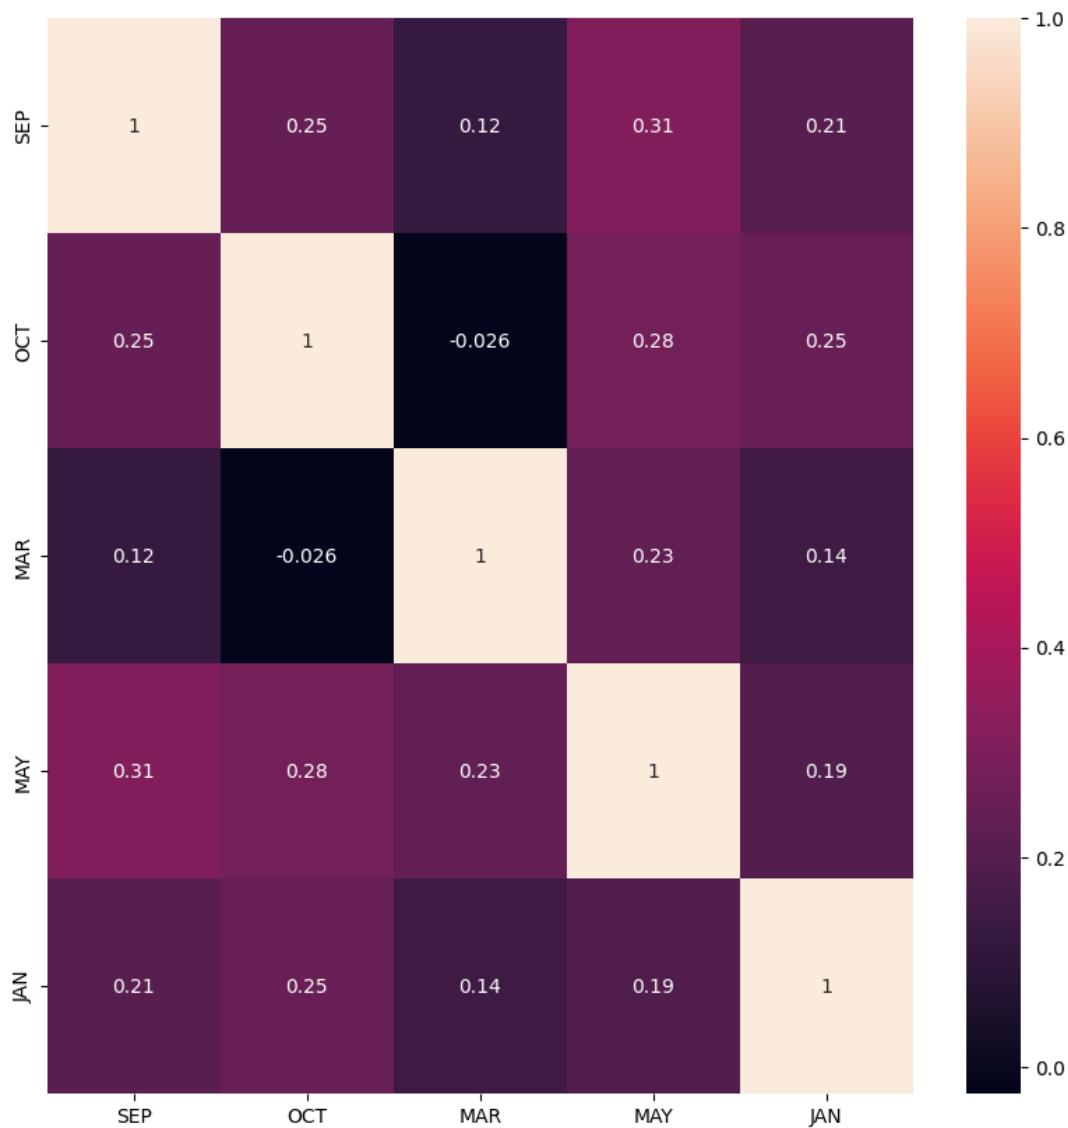 SEP 1 0.25 0.12 0.31 0.21
OCT 0.25 1 -0.026 0.28 0.25
MAR 0.12 -0.026 1 0.23 0.14
MAY 0.31 0.28 0.23 1 0.19
JAN 0.21 0.25 0.14 0.19 1
SEP OCT MAR MAY JAN
1.0
0.8
0.6
0.4
0.2
0.0